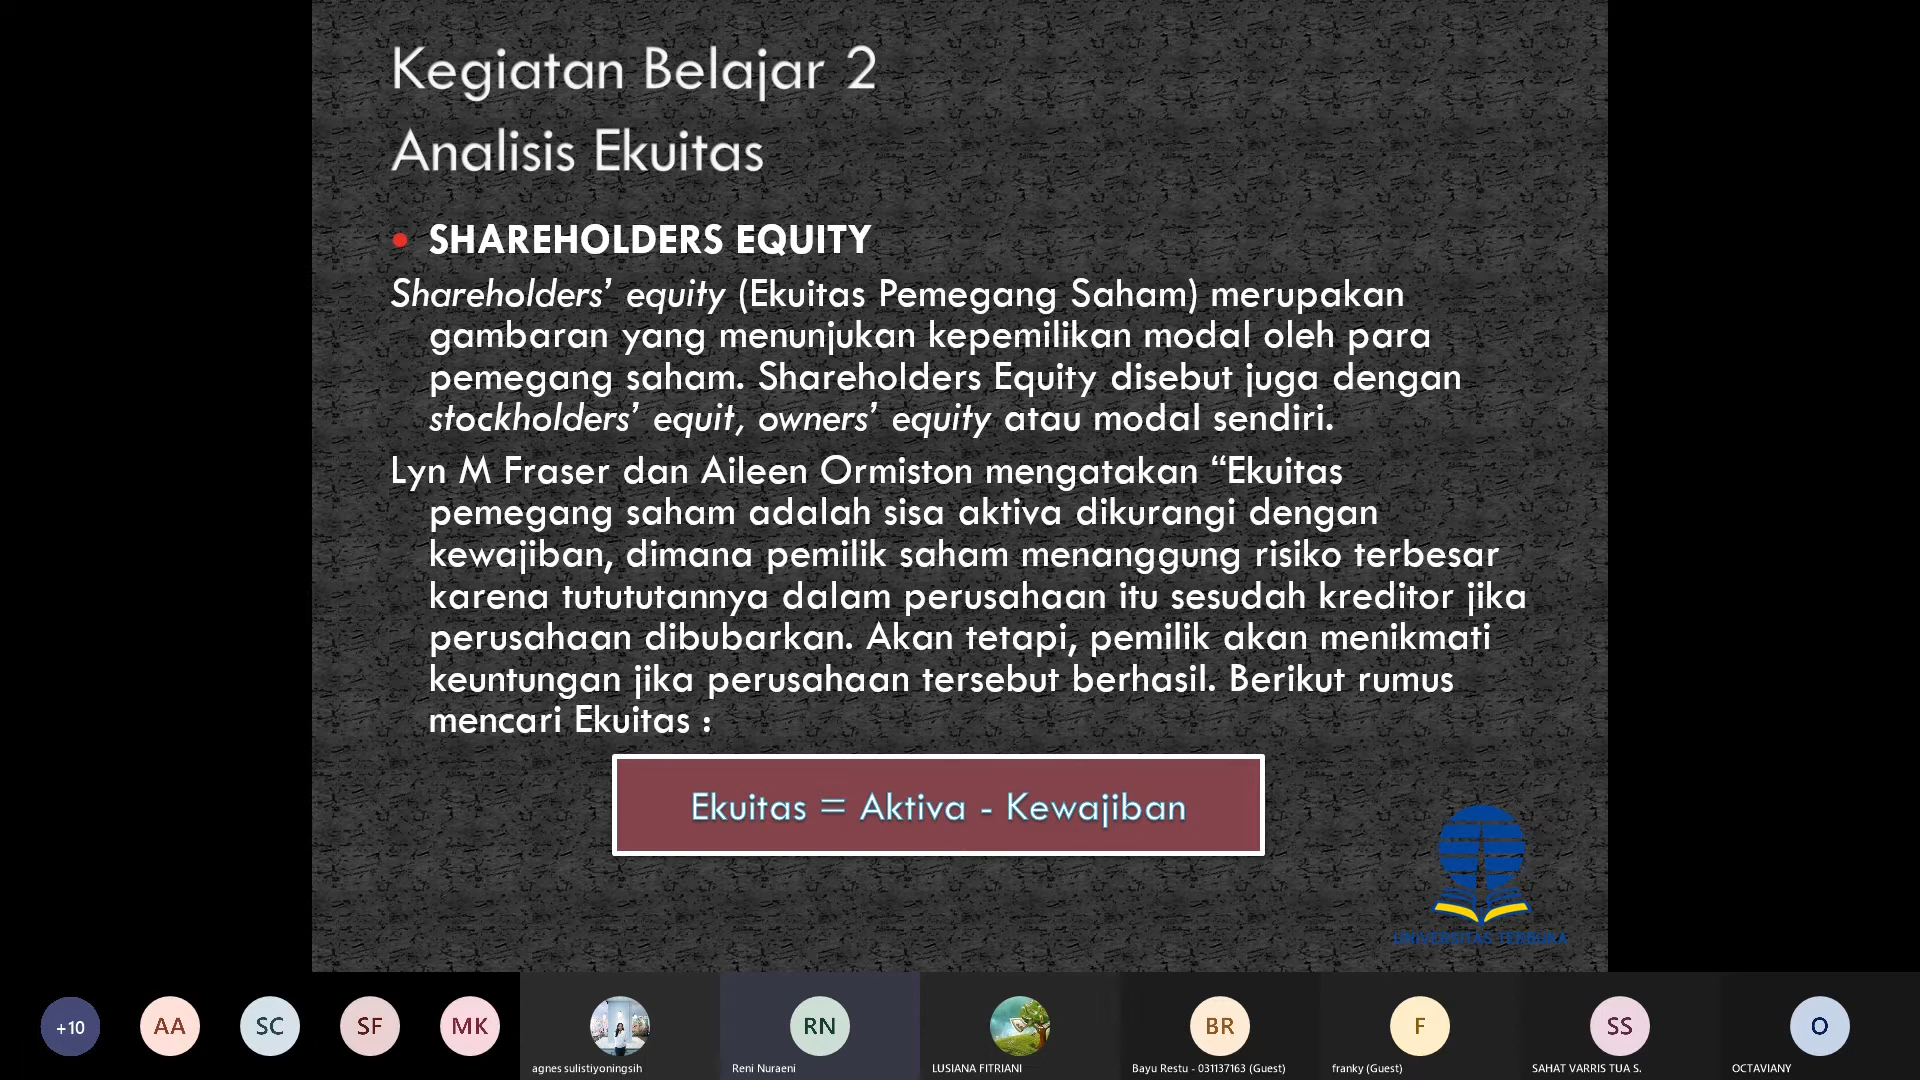 Kegiatan Belajar 2
Analisis Ekuitas
• SHAREHOLDERS EQUITY
Shareholders’ equity (Ekuitas Pemegang Saham) merupakan
gambaran yang menunjukan kepemilikan modal oleh para
pemegang saham. Shareholders Equity disebut juga dengan
stockholders’ equit, owners’ equity atau modal sendiri.
Lyn M Fraser dan Aileen Ormiston mengatakan “Ekuitas
pemegang saham adalah sisa aktiva dikurangi dengan
kewajiban, dimana pemilik saham menanggung risiko terbesar
karena tutututannya dalam perusahaan itu sesudah kreditor jika
perusahaan dibubarkan. Akan tetapi, pemilik akan menikmati
keuntungan jika perusahaan tersebut berhasil. Berikut rumus
mencari Ekuitas :
Ekuitas = Aktiva - Kewajiban
UNIVERSITAS TERBUKA
+10
AA
SC
SF
MK
RN
BR
F
SS
O
agnes sulistiyoningsih
Reni Nuraeni
LUSIANA FITRIANI
Bayu Restu - 031137163 (Guest)
franky (Guest)
SAHAT VARRIS TUA S.
OCTAVIANY